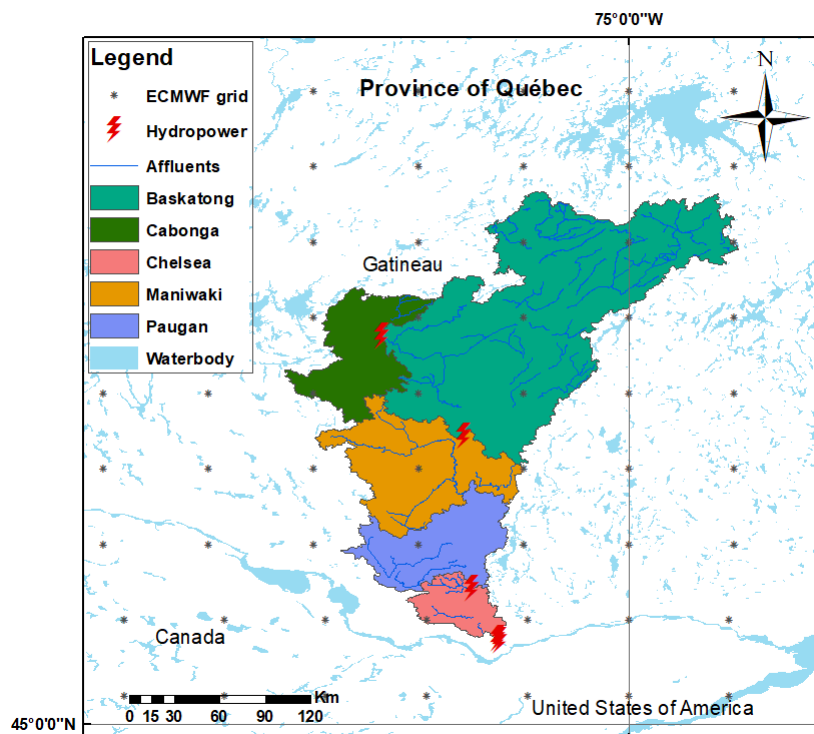 75°0'0"W
Legend
ECMWF grid
Hydropower
Affluents
Baskatong
Cabonga
Chelsea
Maniwaki
Paugan
Waterbody
Province of Québec
N
Gatineau
Canada
Km
0 15 30 60 90 120
United States of America
45°0'0"N